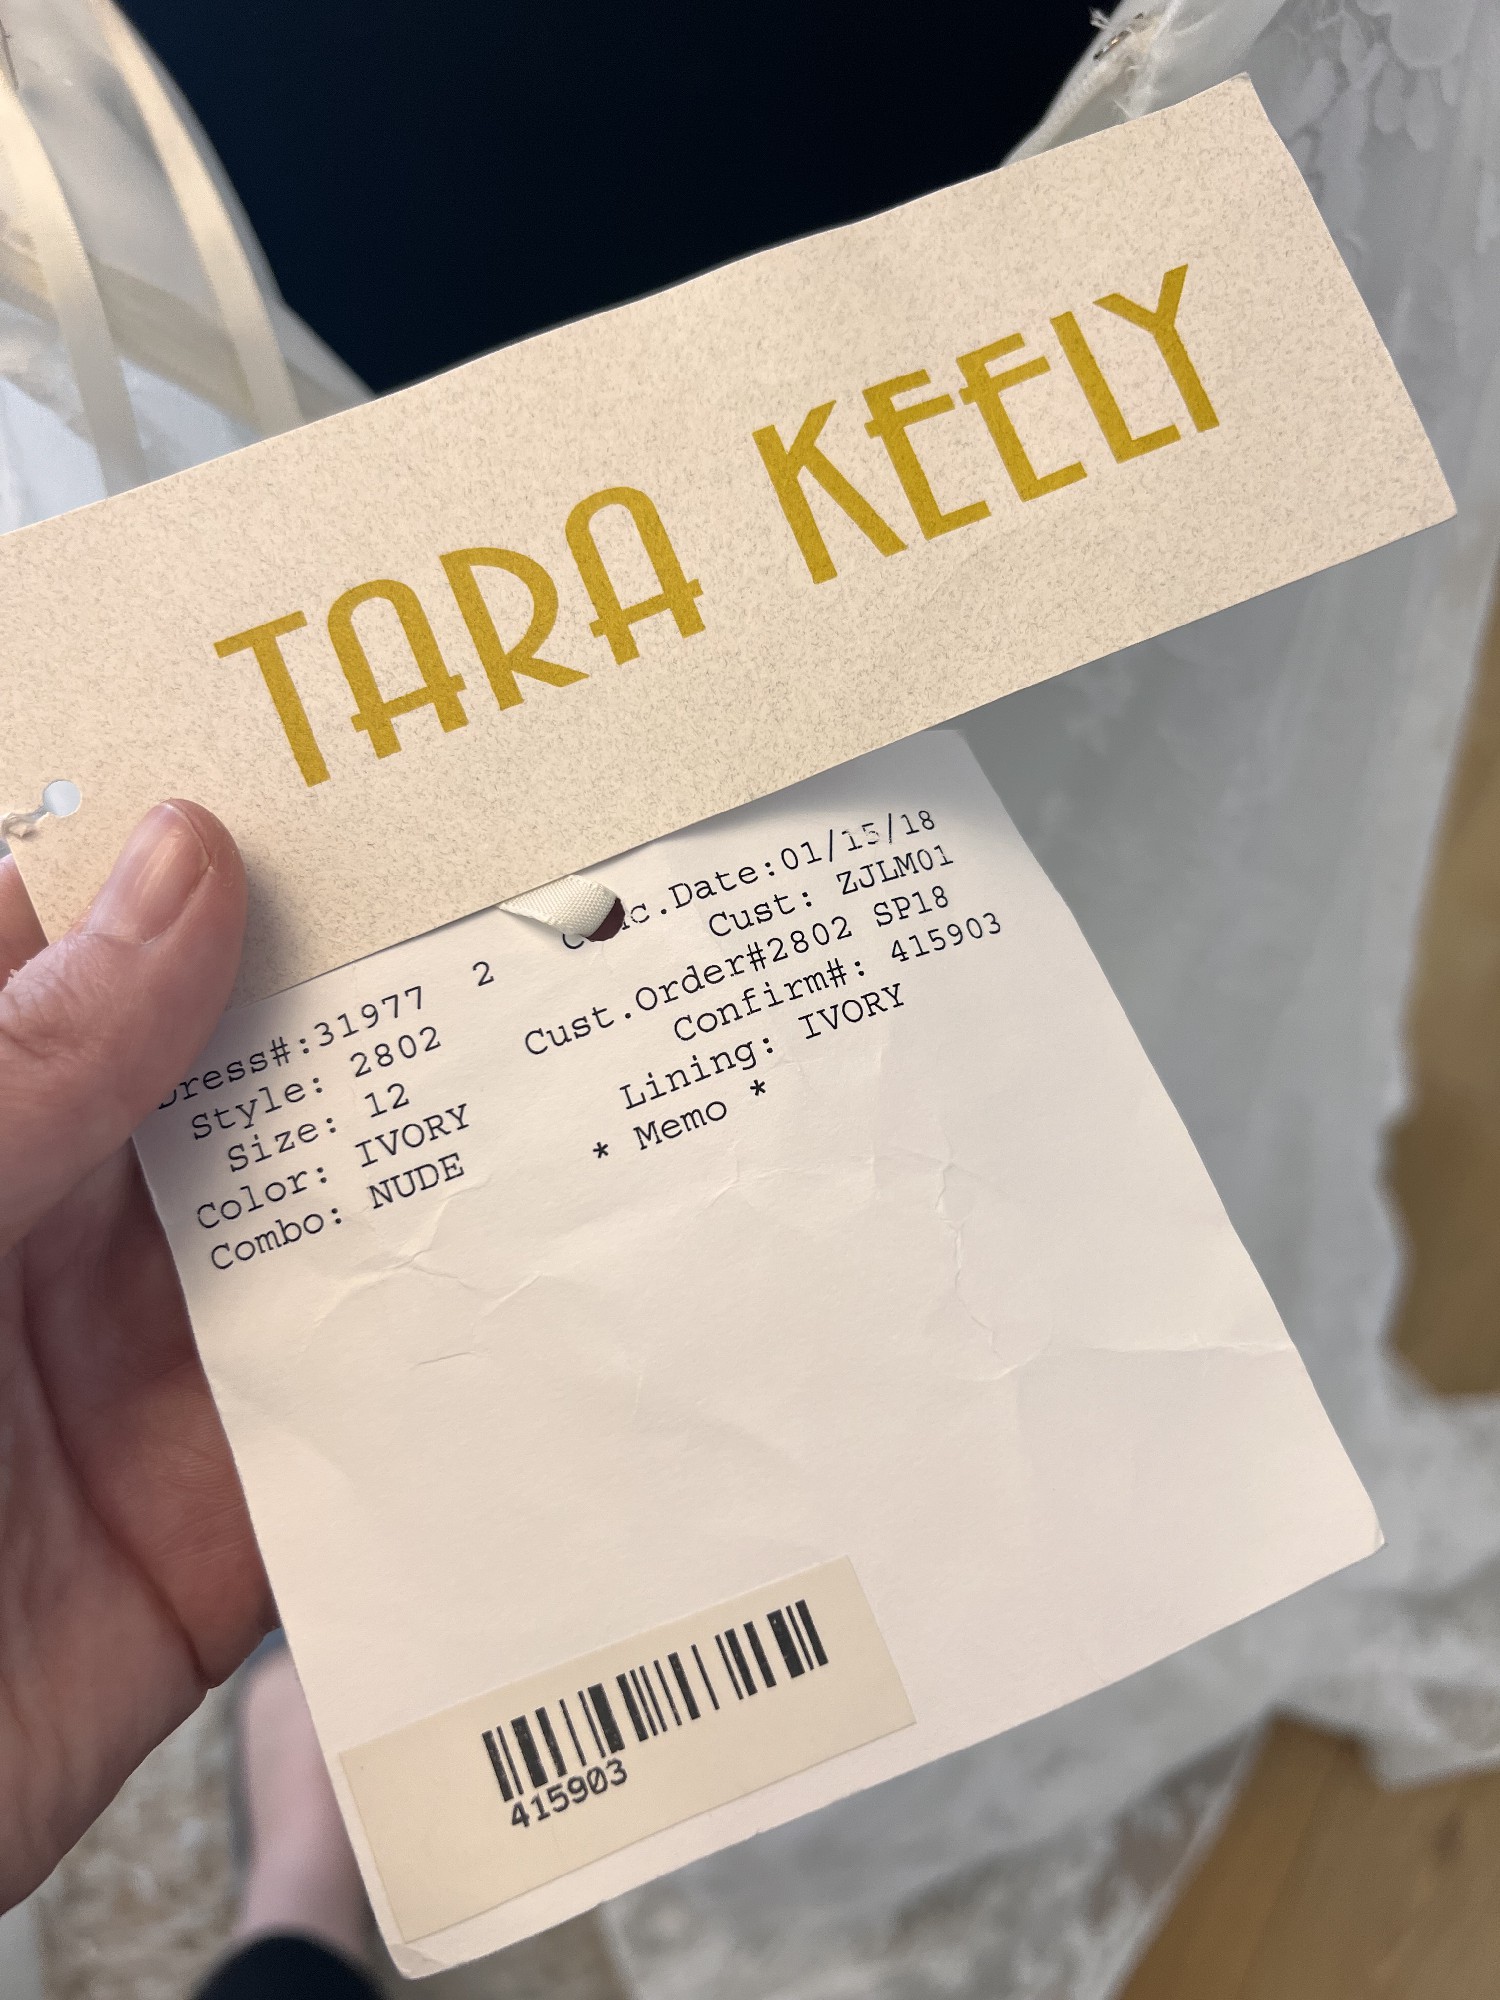 TARA KEELY
Dress#:31977 2
.Date:01/15/18
Style: 2802
Cust: ZJLM01
Size: 12
Cust.Order#2802 SP18
Color: IVORY
Confirm#: 415903
Combo: NUDE
Lining: IVORY
* Memo *
415903